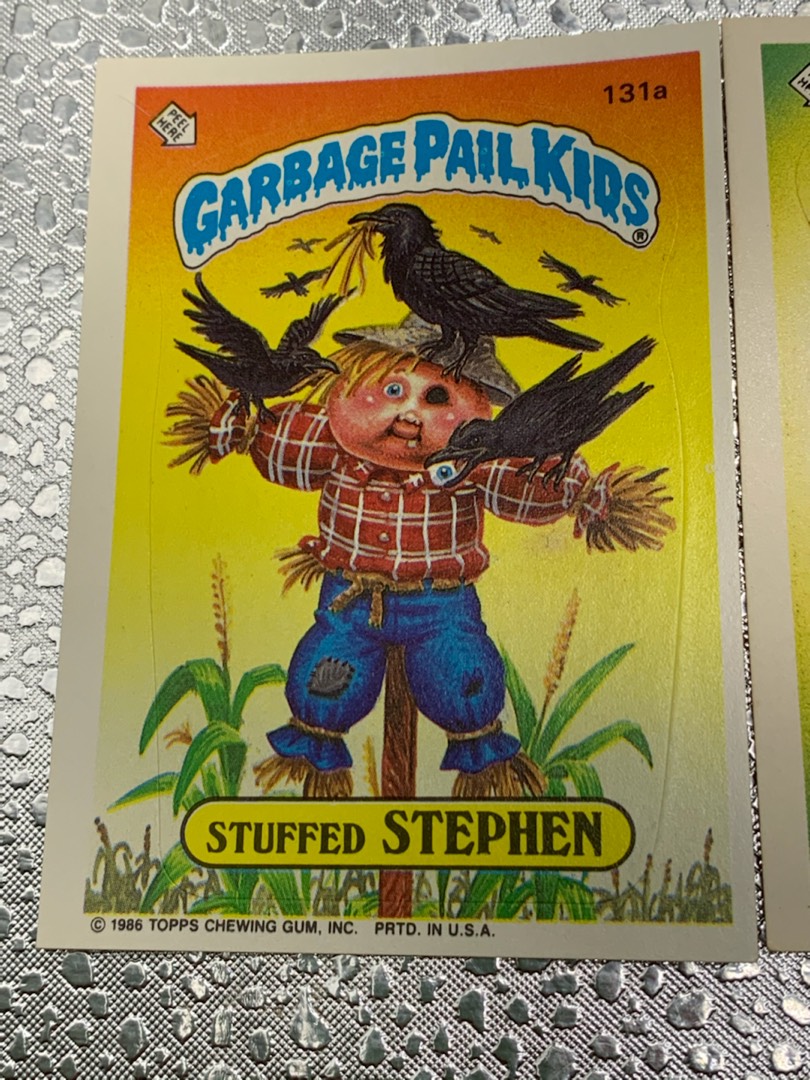 PEEL
HERE
131a
GARBAGE PAIL KIDS
®
STUFFED STEPHEN
© 1986 TOPPS CHEWING GUM, INC. PRTD. IN U.S.A.